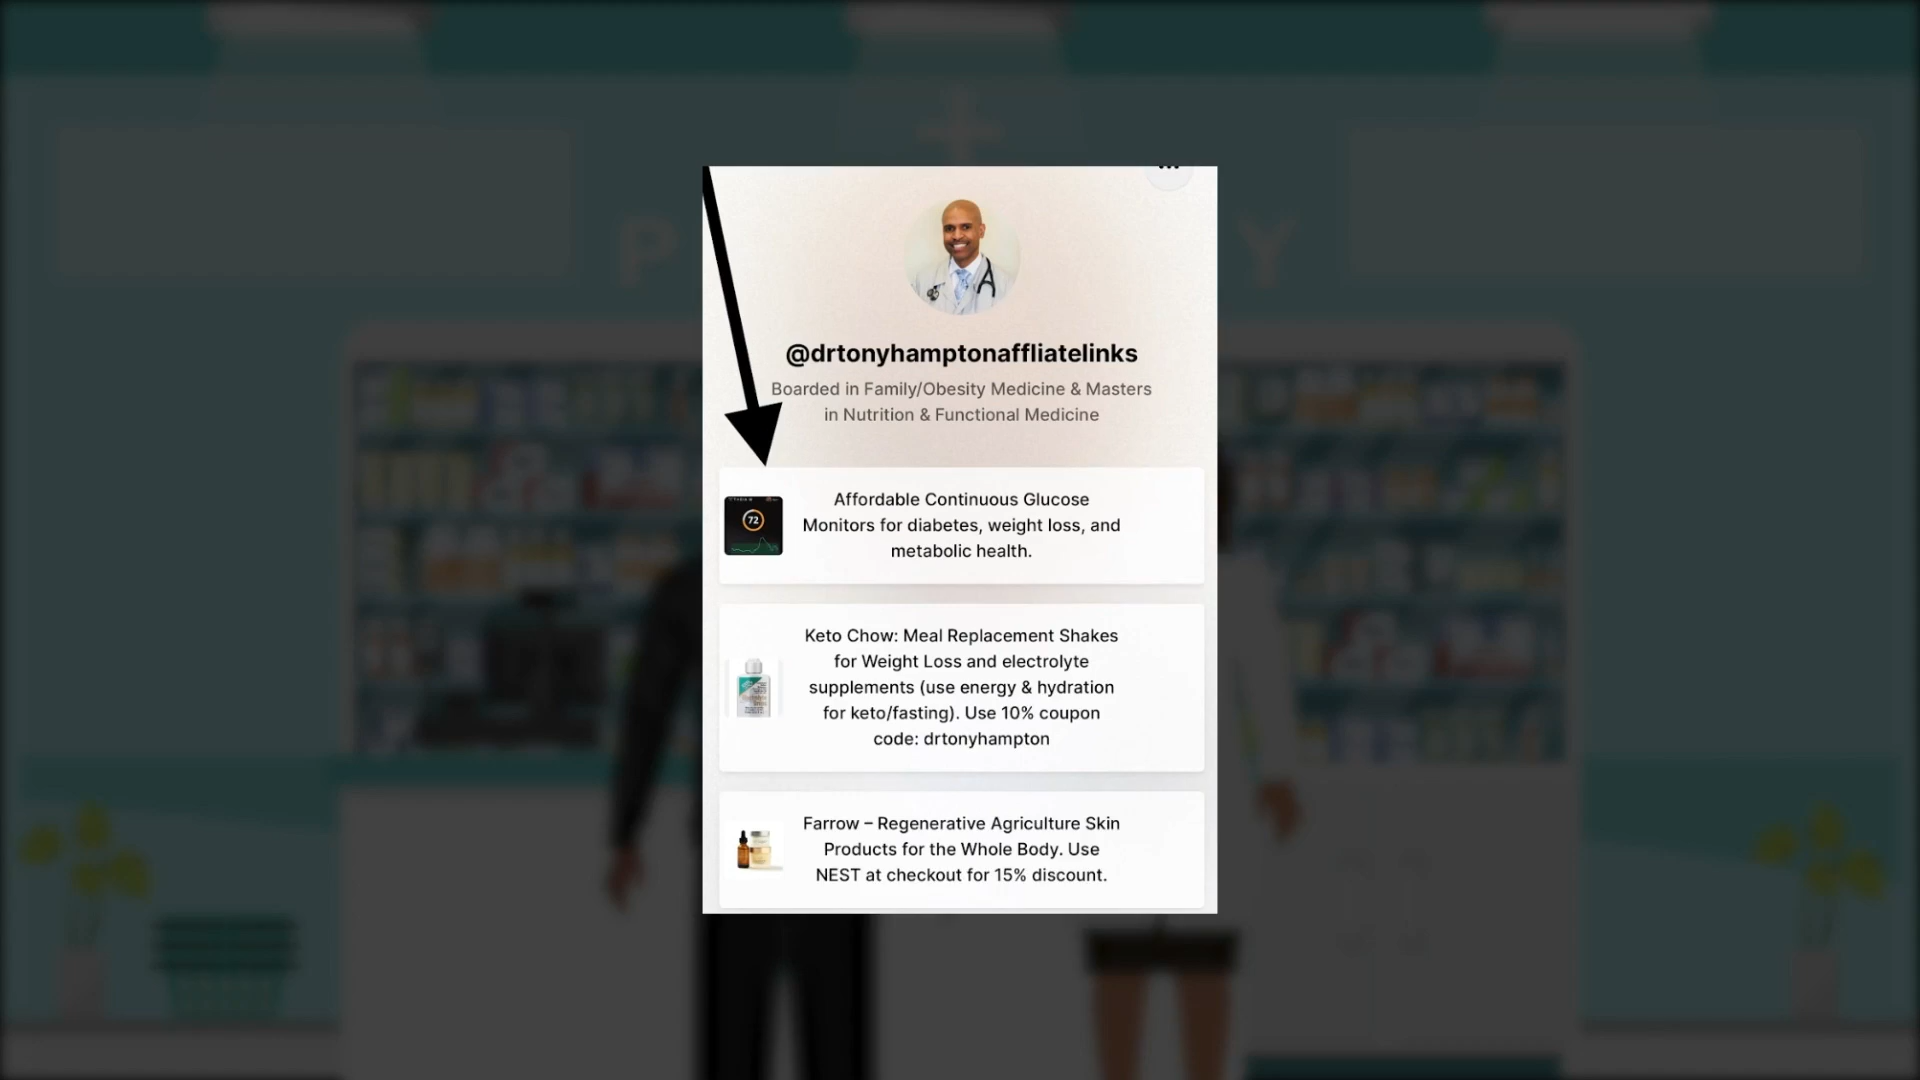 P
Y
@drtonyhamptonaffliatelinks
Boarded in Family/Obesity Medicine & Masters
in Nutrition & Functional Medicine
72
Affordable Continuous Glucose
Monitors for diabetes, weight loss, and
metabolic health.
Keto Chow: Meal Replacement Shakes
for Weight Loss and electrolyte
supplements (use energy & hydration
for keto/fasting). Use 10% coupon
code: drtonyhampton
Farrow – Regenerative Agriculture Skin
Products for the Whole Body. Use
NEST at checkout for 15% discount.